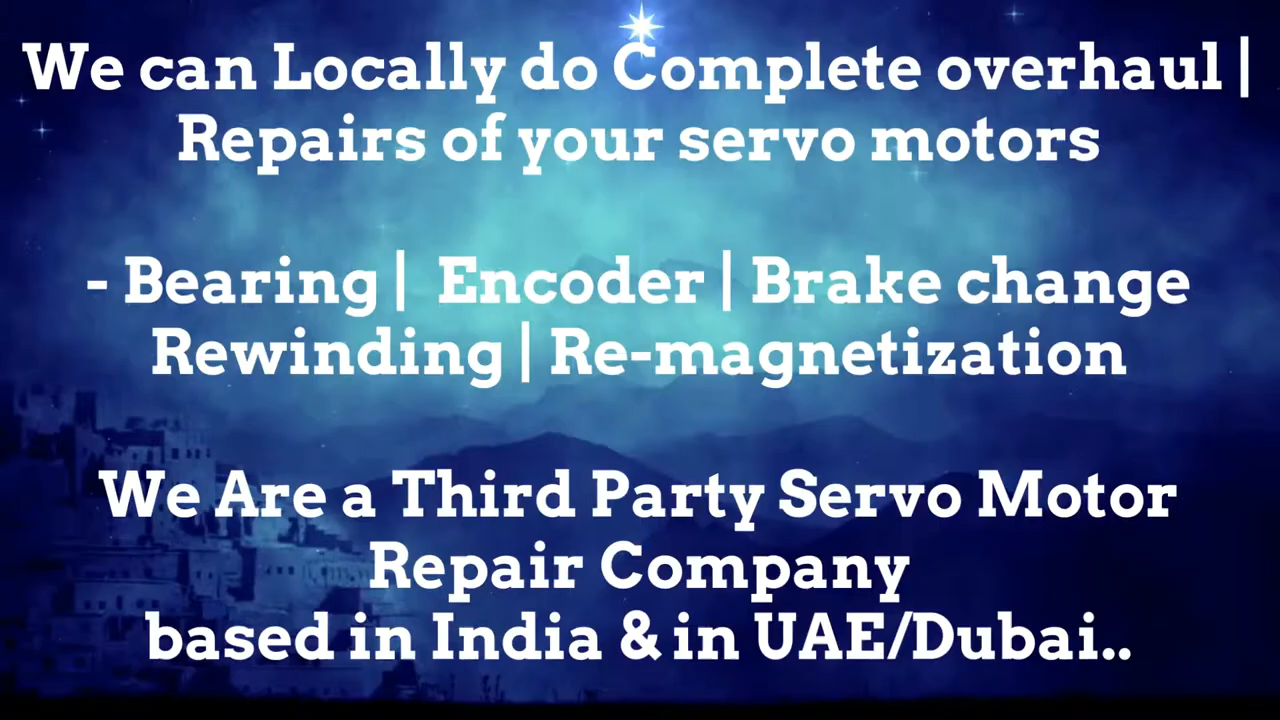 We can Locally do Complete overhaul |
Repairs of your servo motors
- Bearing | Encoder | Brake change
Rewinding | Re-magnetization
We Are a Third Party Servo Motor
Repair Company
based in India & in UAE/Dubai..